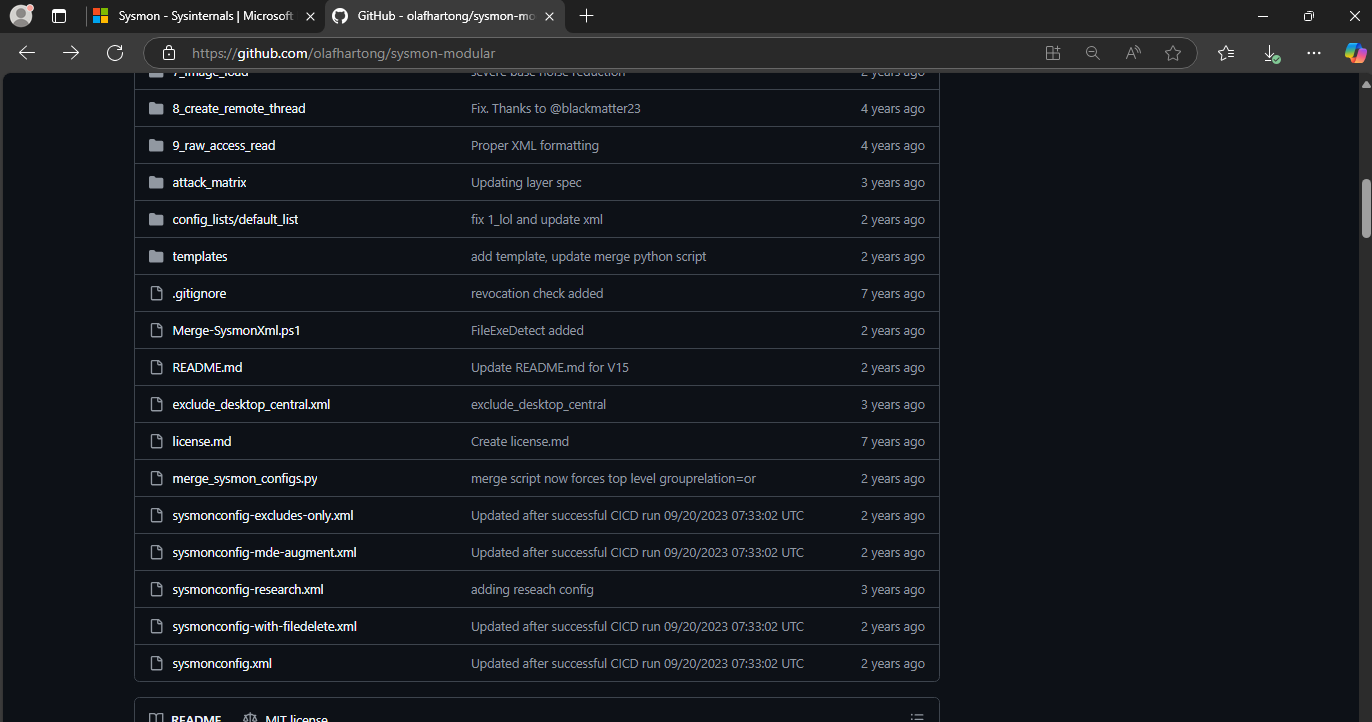 Sysmon - Sysinternals | Microsoft
GitHub - olafhartong/sysmon-mo
https://github.com/olafhartong/sysmon-modular
7_image_load severe base noise reduction 2 years ago
8_create_remote_thread Fix. Thanks to @blackmatter23 4 years ago
9_raw_access_read Proper XML formatting 4 years ago
attack_matrix Updating layer spec 3 years ago
config_lists/default_list fix 1_lol and update xml 2 years ago
templates add template, update merge python script 2 years ago
.gitignore revocation check added 7 years ago
Merge-SysmonXml.ps1 FileExeDetect added 2 years ago
README.md Update README.md for V15 2 years ago
exclude_desktop_central.xml exclude_desktop_central 3 years ago
license.md Create license.md 7 years ago
merge_sysmon_configs.py merge script now forces top level grouprelation=or 2 years ago
sysmonconfig-excludes-only.xml Updated after successful CICD run 09/20/2023 07:33:02 UTC 2 years ago
sysmonconfig-mde-augment.xml Updated after successful CICD run 09/20/2023 07:33:02 UTC 2 years ago
sysmonconfig-research.xml adding reseach config 3 years ago
sysmonconfig-with-filedelete.xml Updated after successful CICD run 09/20/2023 07:33:02 UTC 2 years ago
sysmonconfig.xml Updated after successful CICD run 09/20/2023 07:33:02 UTC 2 years ago
README MIT license